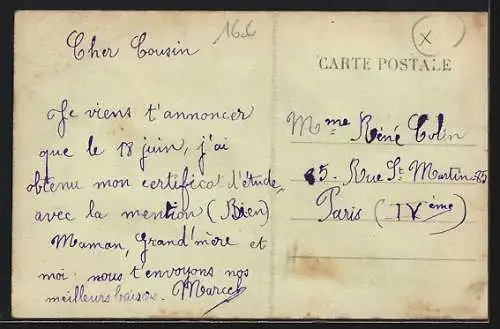 16.C
x
Cher Cousin
Je viens t'annoncer
que le 18 juin, j'ai
obtenu mon certificat d'étude
avec la mention (Bien)
Maman, Grand'mère et
moi nous t'envoyons nos
meilleurs baisers. Marcel
CARTE POSTALE
Mme Réné Colin
85. Rue St Martin 85
Paris (IVème)